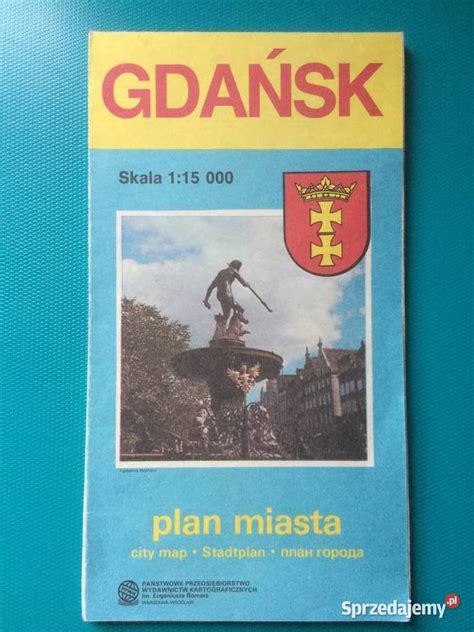 GDAŃSK
Skala 1:15 000
plan miasta
city map • Stadtplan • план города
PAŃSTWOWE PRZEDSIĘBIORSTWO
WYDAWNICTW KARTOGRAFICZNYCH
im. Eugeniusza Romera
WARSZAWA-WROCŁAW
Sprzedajemy.pl